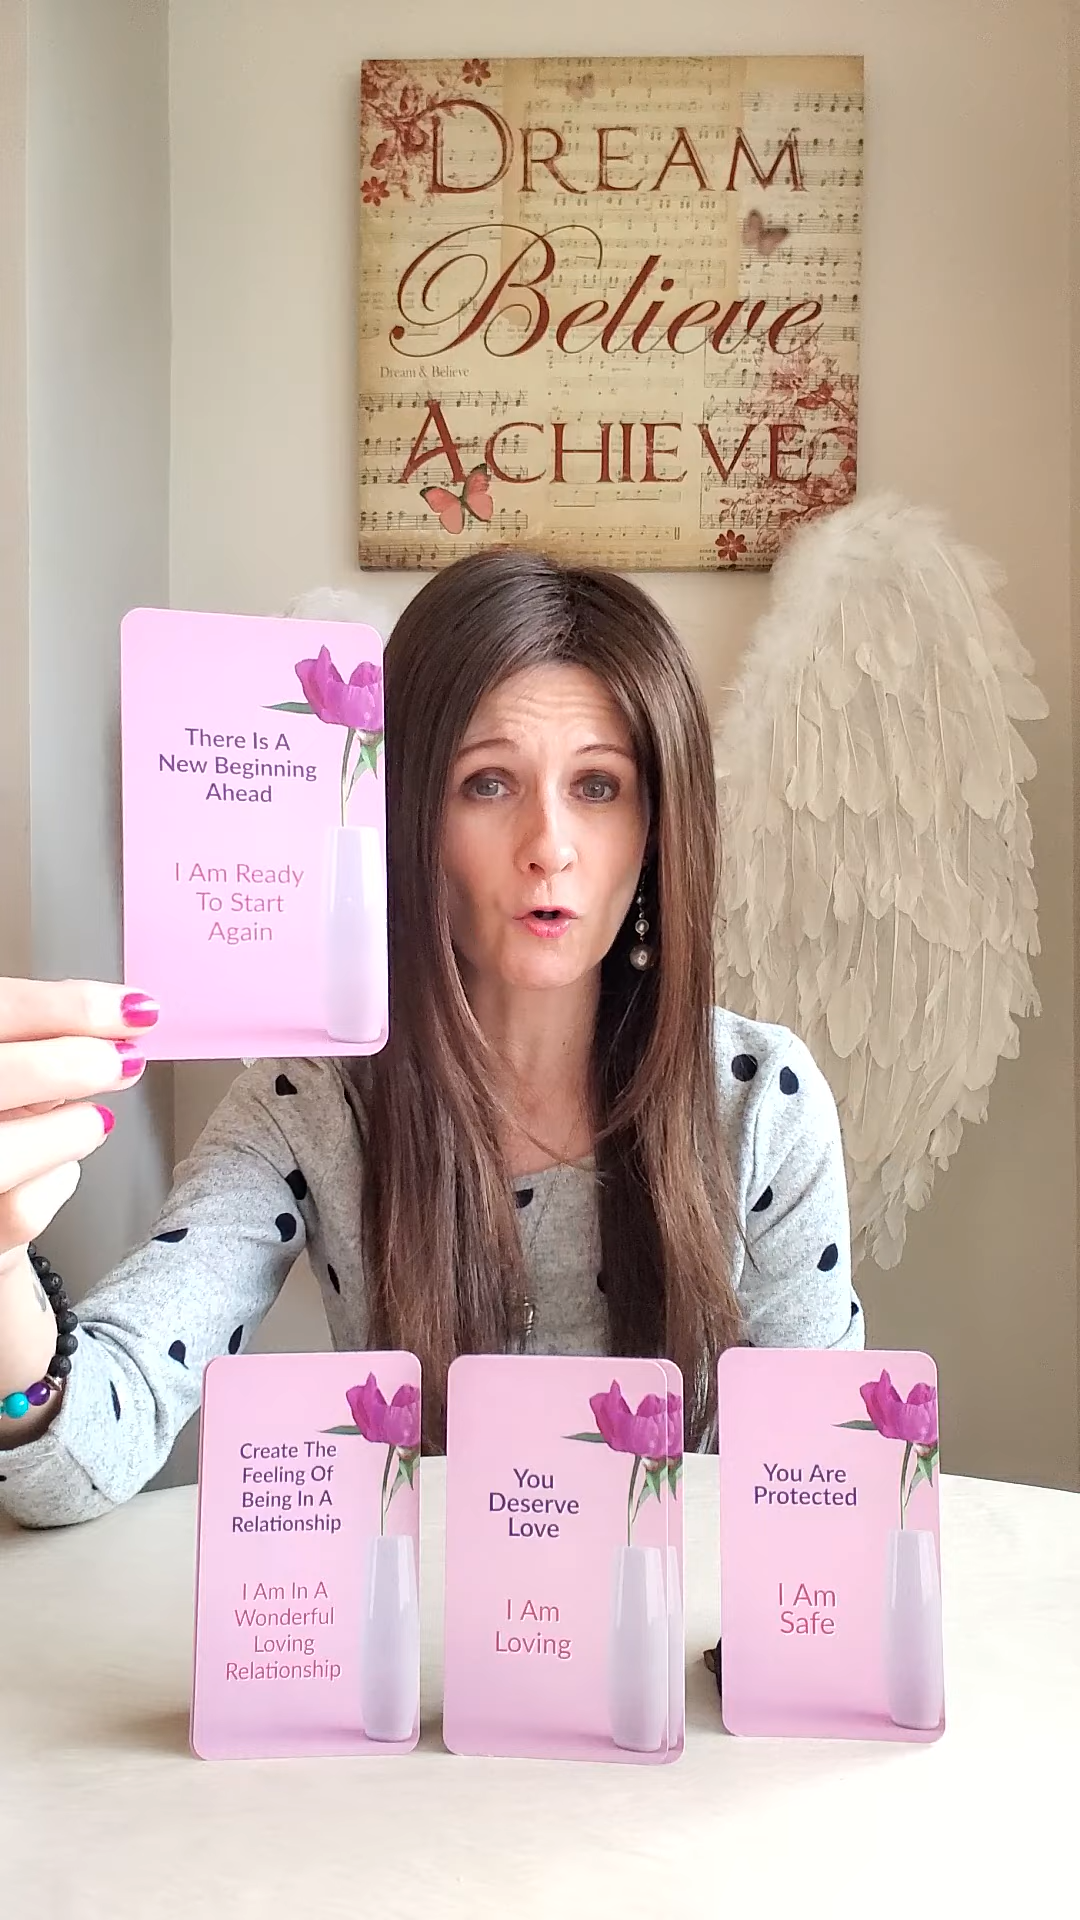 DREAM
Believe
Dream & Believe
ACHIEVE
There Is A
New Beginning
Ahead
I Am Ready
To Start
Again
Create The
Feeling Of
Being In A
Relationship
I Am In A
Wonderful
Loving
Relationship
You
Deserve
Love
I Am
Loving
You Are
Protected
I Am
Safe